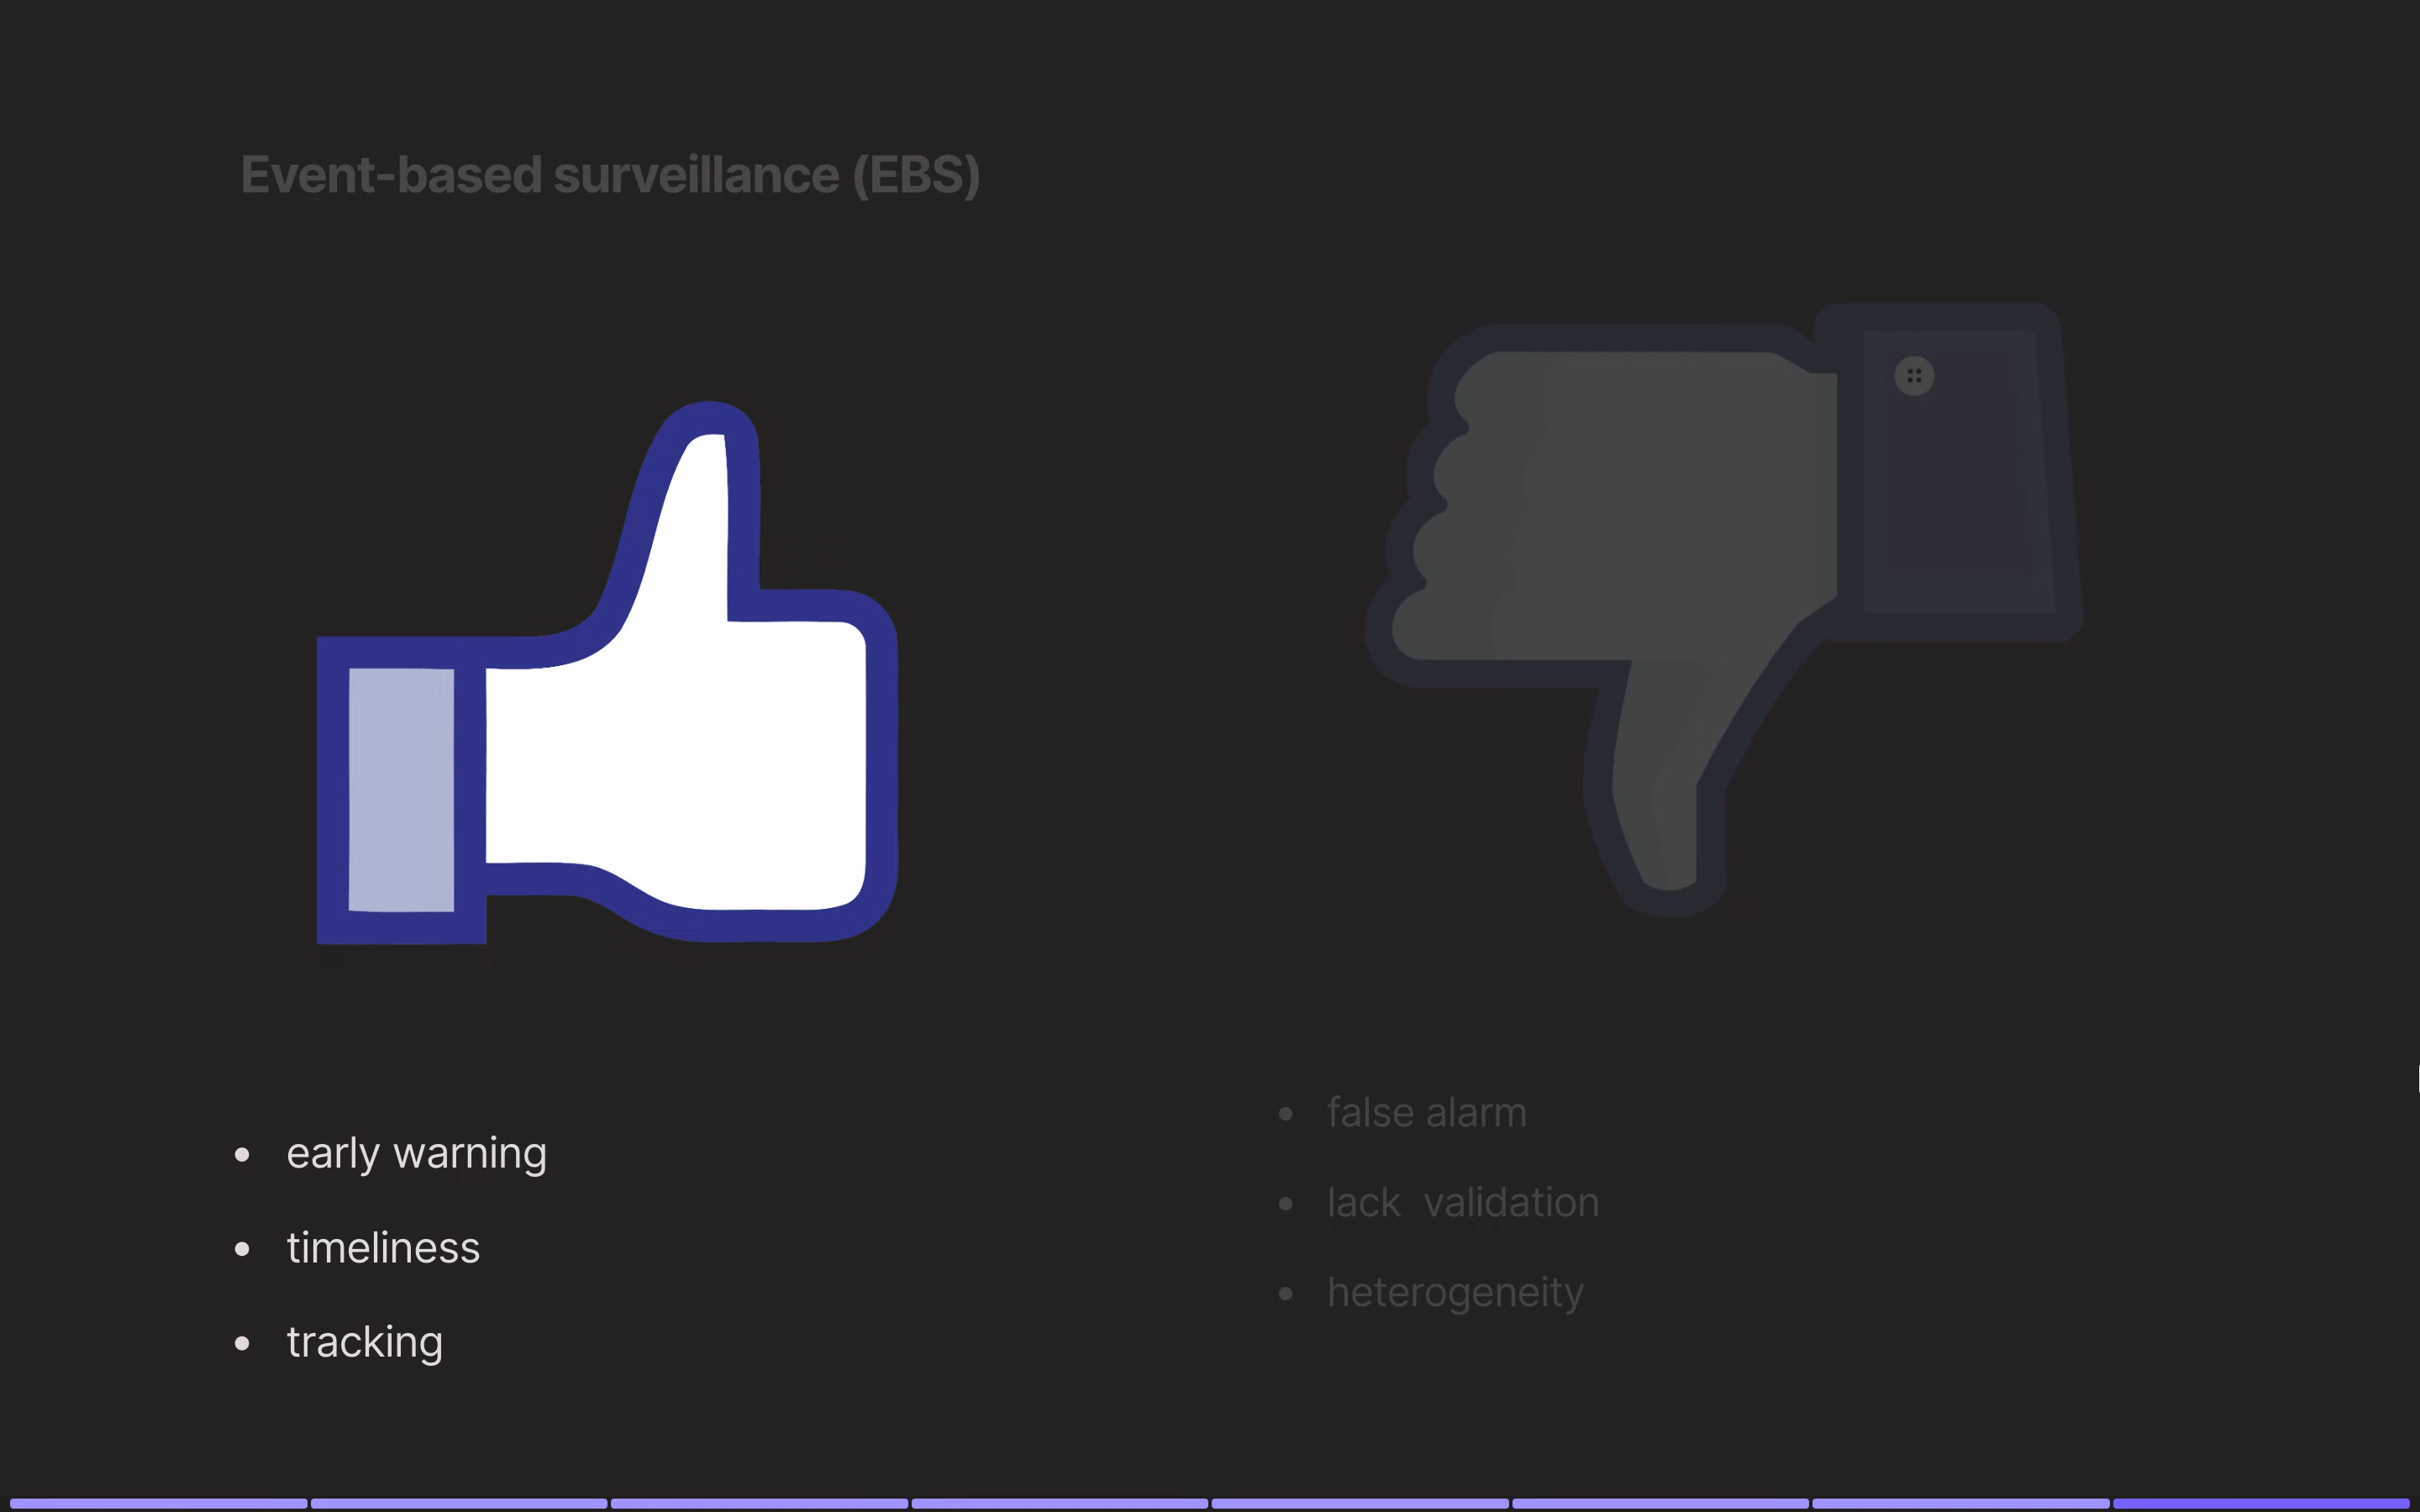 Event-based surveillance (EBS)
early warning
timeliness
tracking
false alarm
lack validation
heterogeneity